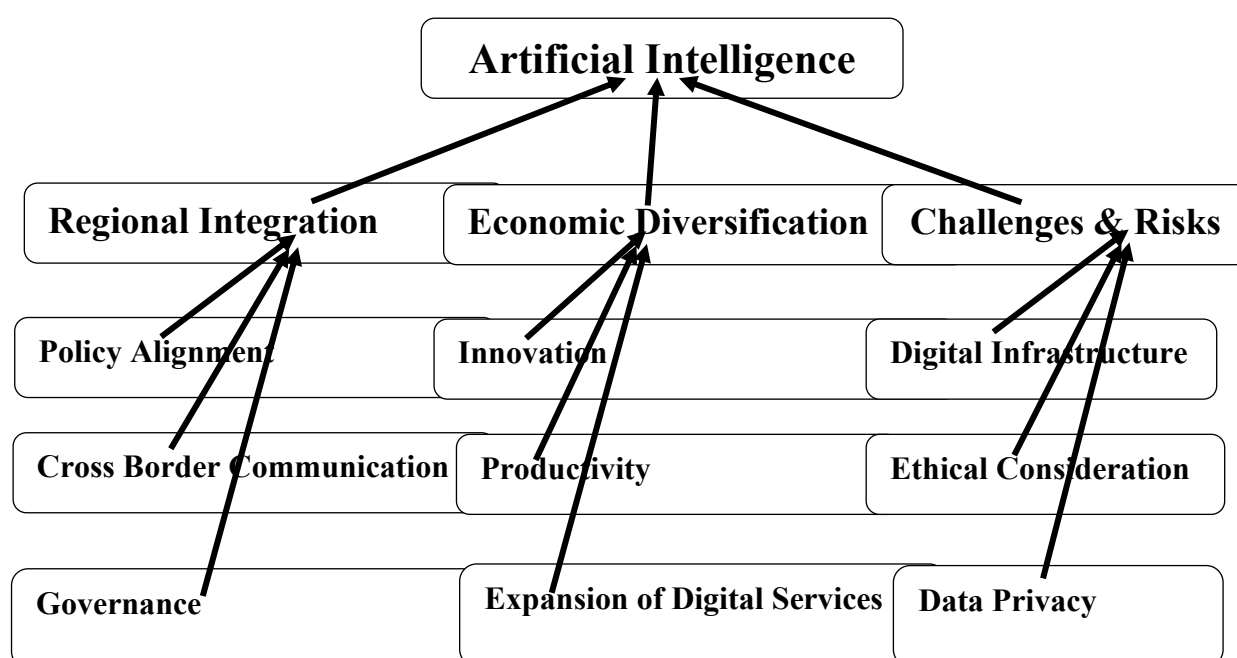 Artificial Intelligence
Regional Integration
Economic Diversification
Challenges & Risks
Policy Alignment
Innovation
Digital Infrastructure
Cross Border Communication
Productivity
Ethical Consideration
Governance
Expansion of Digital Services
Data Privacy